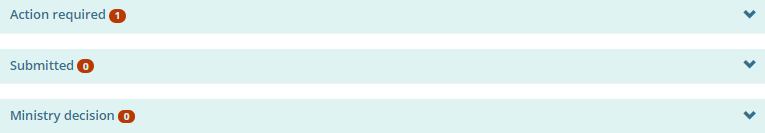 Action required 1
Submitted 0
Ministry decision 0